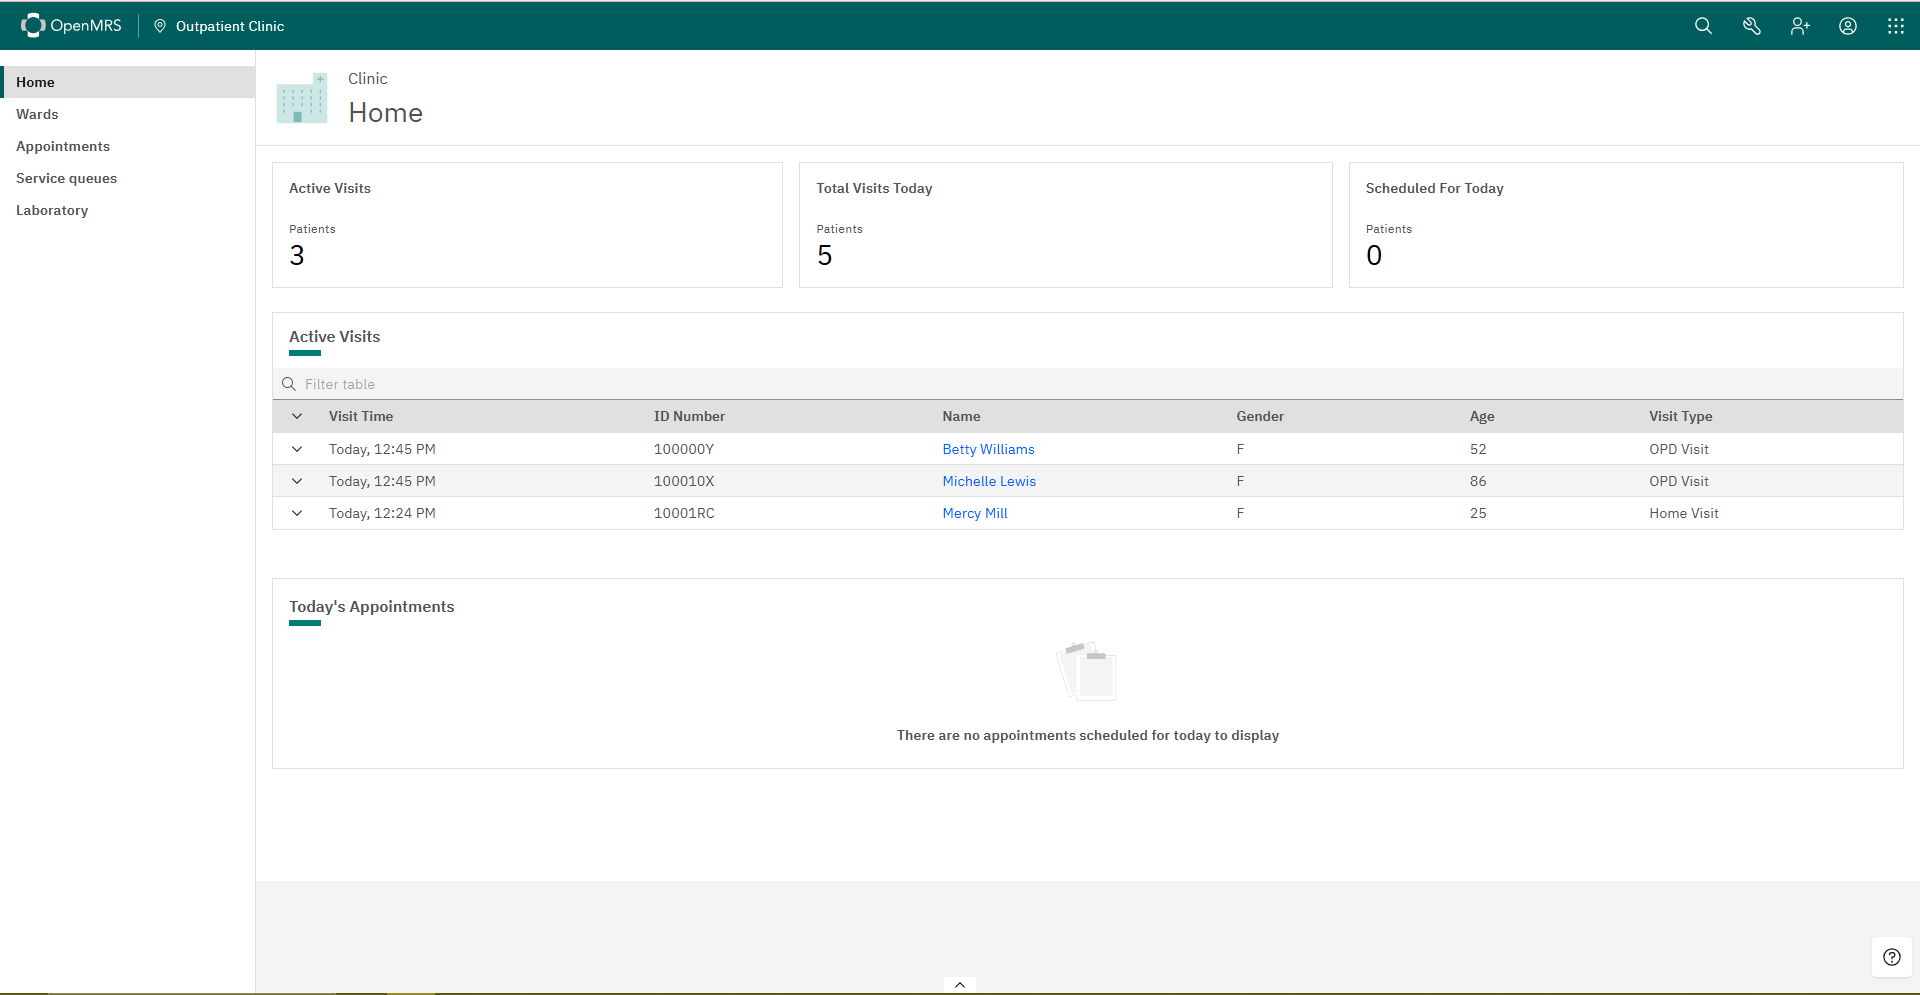 OpenMRS Outpatient Clinic
Home
Wards
Appointments
Service queues
Laboratory
Clinic
Home
Active Visits
Patients
3
Total Visits Today
Patients
5
Scheduled For Today
Patients
0
Active Visits
Filter table
Visit Time ID Number Name Gender Age Visit Type
Today, 12:45 PM 100000Y Betty Williams F 52 OPD Visit
Today, 12:45 PM 100010X Michelle Lewis F 86 OPD Visit
Today, 12:24 PM 10001RC Mercy Mill F 25 Home Visit
Today's Appointments
There are no appointments scheduled for today to display